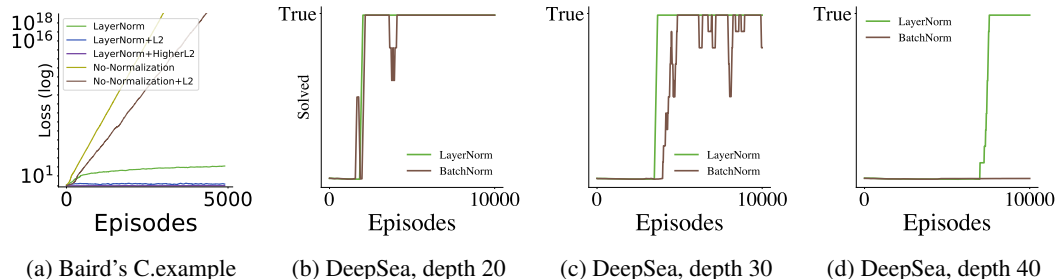 10^18
10^16
10^1
Loss (log)
LayerNorm
LayerNorm+L2
LayerNorm+HigherL2
No-Normalization
No-Normalization+L2
0
5000
Episodes
(a) Baird's C.example
True
Solved
LayerNorm
BatchNorm
0
10000
Episodes
(b) DeepSea, depth 20
True
LayerNorm
BatchNorm
0
10000
Episodes
(c) DeepSea, depth 30
True
LayerNorm
BatchNorm
0
10000
Episodes
(d) DeepSea, depth 40